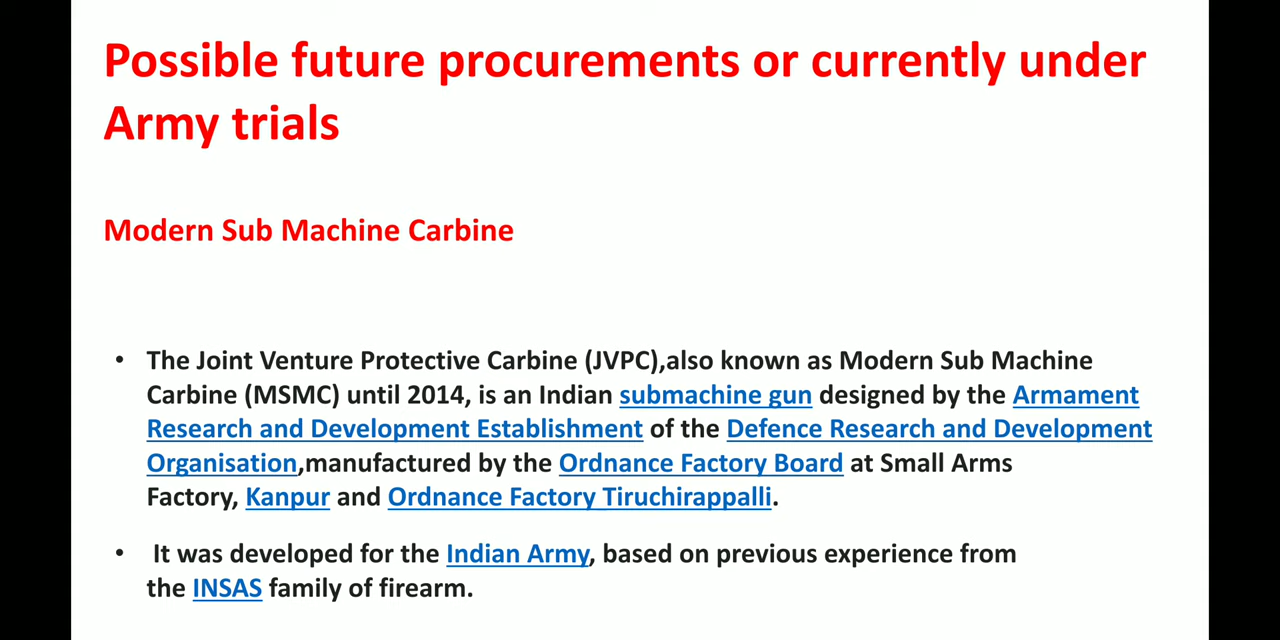 Possible future procurements or currently under
Army trials
Modern Sub Machine Carbine
• The Joint Venture Protective Carbine (JVPC),also known as Modern Sub Machine
Carbine (MSMC) until 2014, is an Indian submachine gun designed by the Armament
Research and Development Establishment of the Defence Research and Development
Organisation,manufactured by the Ordnance Factory Board at Small Arms
Factory, Kanpur and Ordnance Factory Tiruchirappalli.
• It was developed for the Indian Army, based on previous experience from
the INSAS family of firearm.